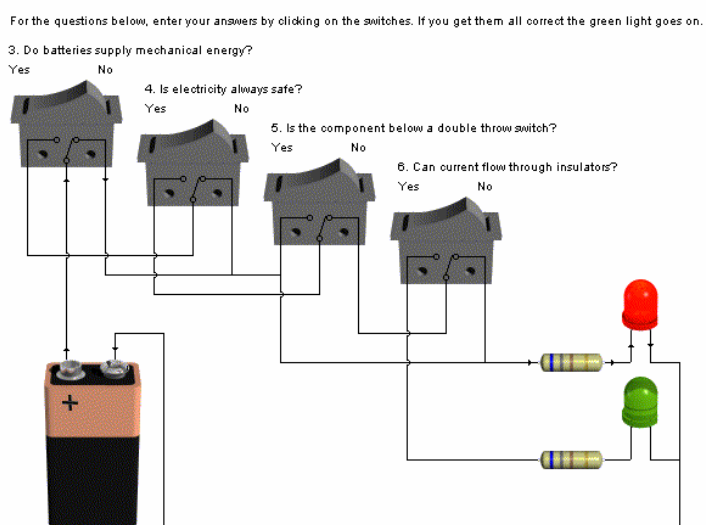 For the questions below, enter your answers by clicking on the switches. If you get them all correct the green light goes on.
3. Do batteries supply mechanical energy?
Yes No
4. Is electricity always safe?
Yes No
5. Is the component below a double throw switch?
Yes No
6. Can current flow through insulators?
Yes No
+